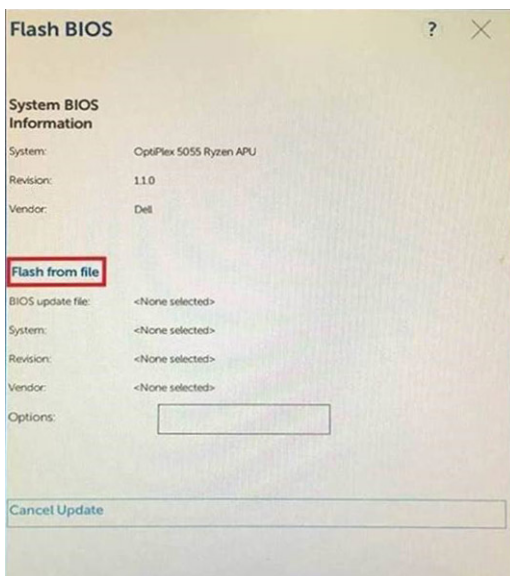 Flash BIOS
?
System BIOS
Information
System: OptiPlex 5055 Ryzen APU
Revision: 1.1.0
Vendor: Dell
Flash from file
BIOS update file: <None selected>
System: <None selected>
Revision: <None selected>
Vendor: <None selected>
Options:
Cancel Update